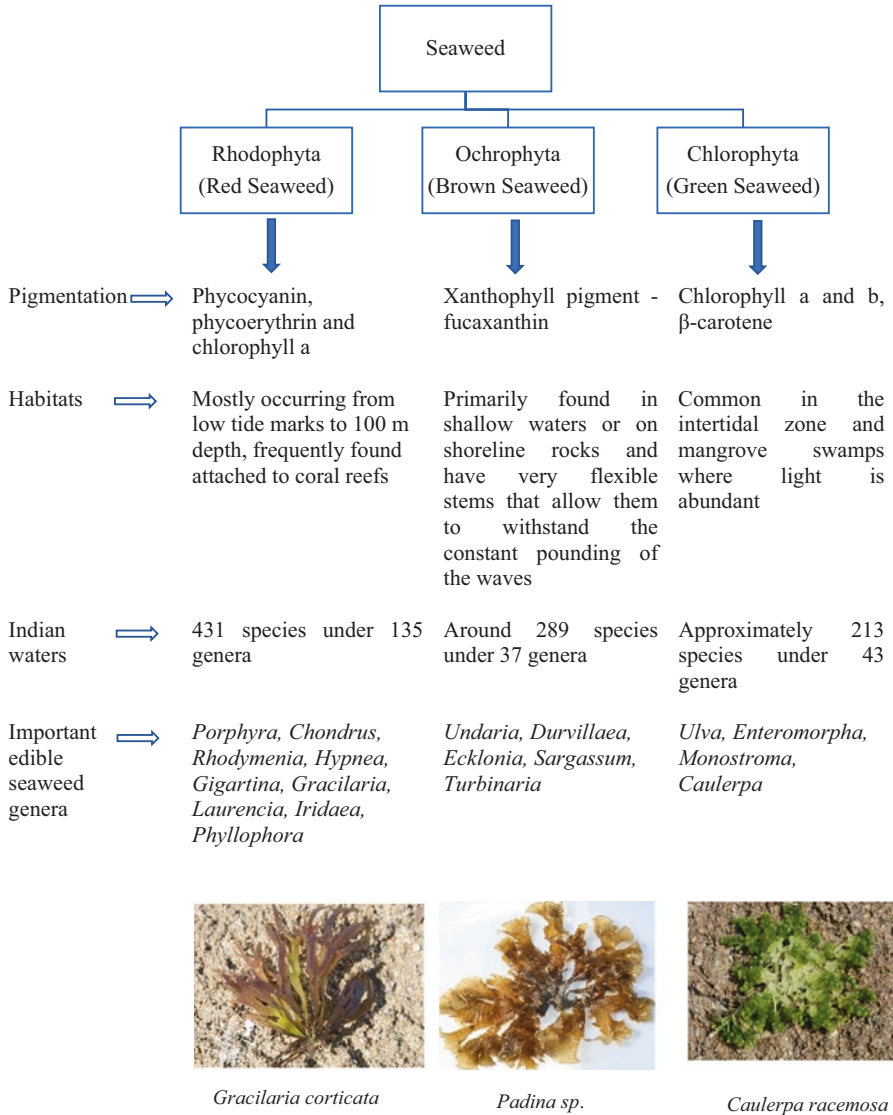 Seaweed
Rhodophyta
(Red Seaweed)
Ochrophyta
(Brown Seaweed)
Chlorophyta
(Green Seaweed)
Pigmentation
Phycocyanin,
phycoerythrin and
chlorophyll a
Xanthophyll pigment -
fucaxanthin
Chlorophyll a and b,
β-carotene
Habitats
Mostly occurring from
low tide marks to 100 m
depth, frequently found
attached to coral reefs
Primarily found in
shallow waters or on
shoreline rocks and
have very flexible
stems that allow them
to withstand the
constant pounding of
the waves
Common in the
intertidal zone and
mangrove swamps
where light is
abundant
Indian
waters
431 species under 135
genera
Around 289 species
under 37 genera
Approximately 213
species under 43
genera
Important
edible
seaweed
genera
Porphyra, Chondrus,
Rhodymenia, Hypnea,
Gigartina, Gracilaria,
Laurencia, Iridaea,
Phyllophora
Undaria, Durvillaea,
Ecklonia, Sargassum,
Turbinaria
Ulva, Enteromorpha,
Monostroma,
Caulerpa
Gracilaria corticata
Padina sp.
Caulerpa racemosa